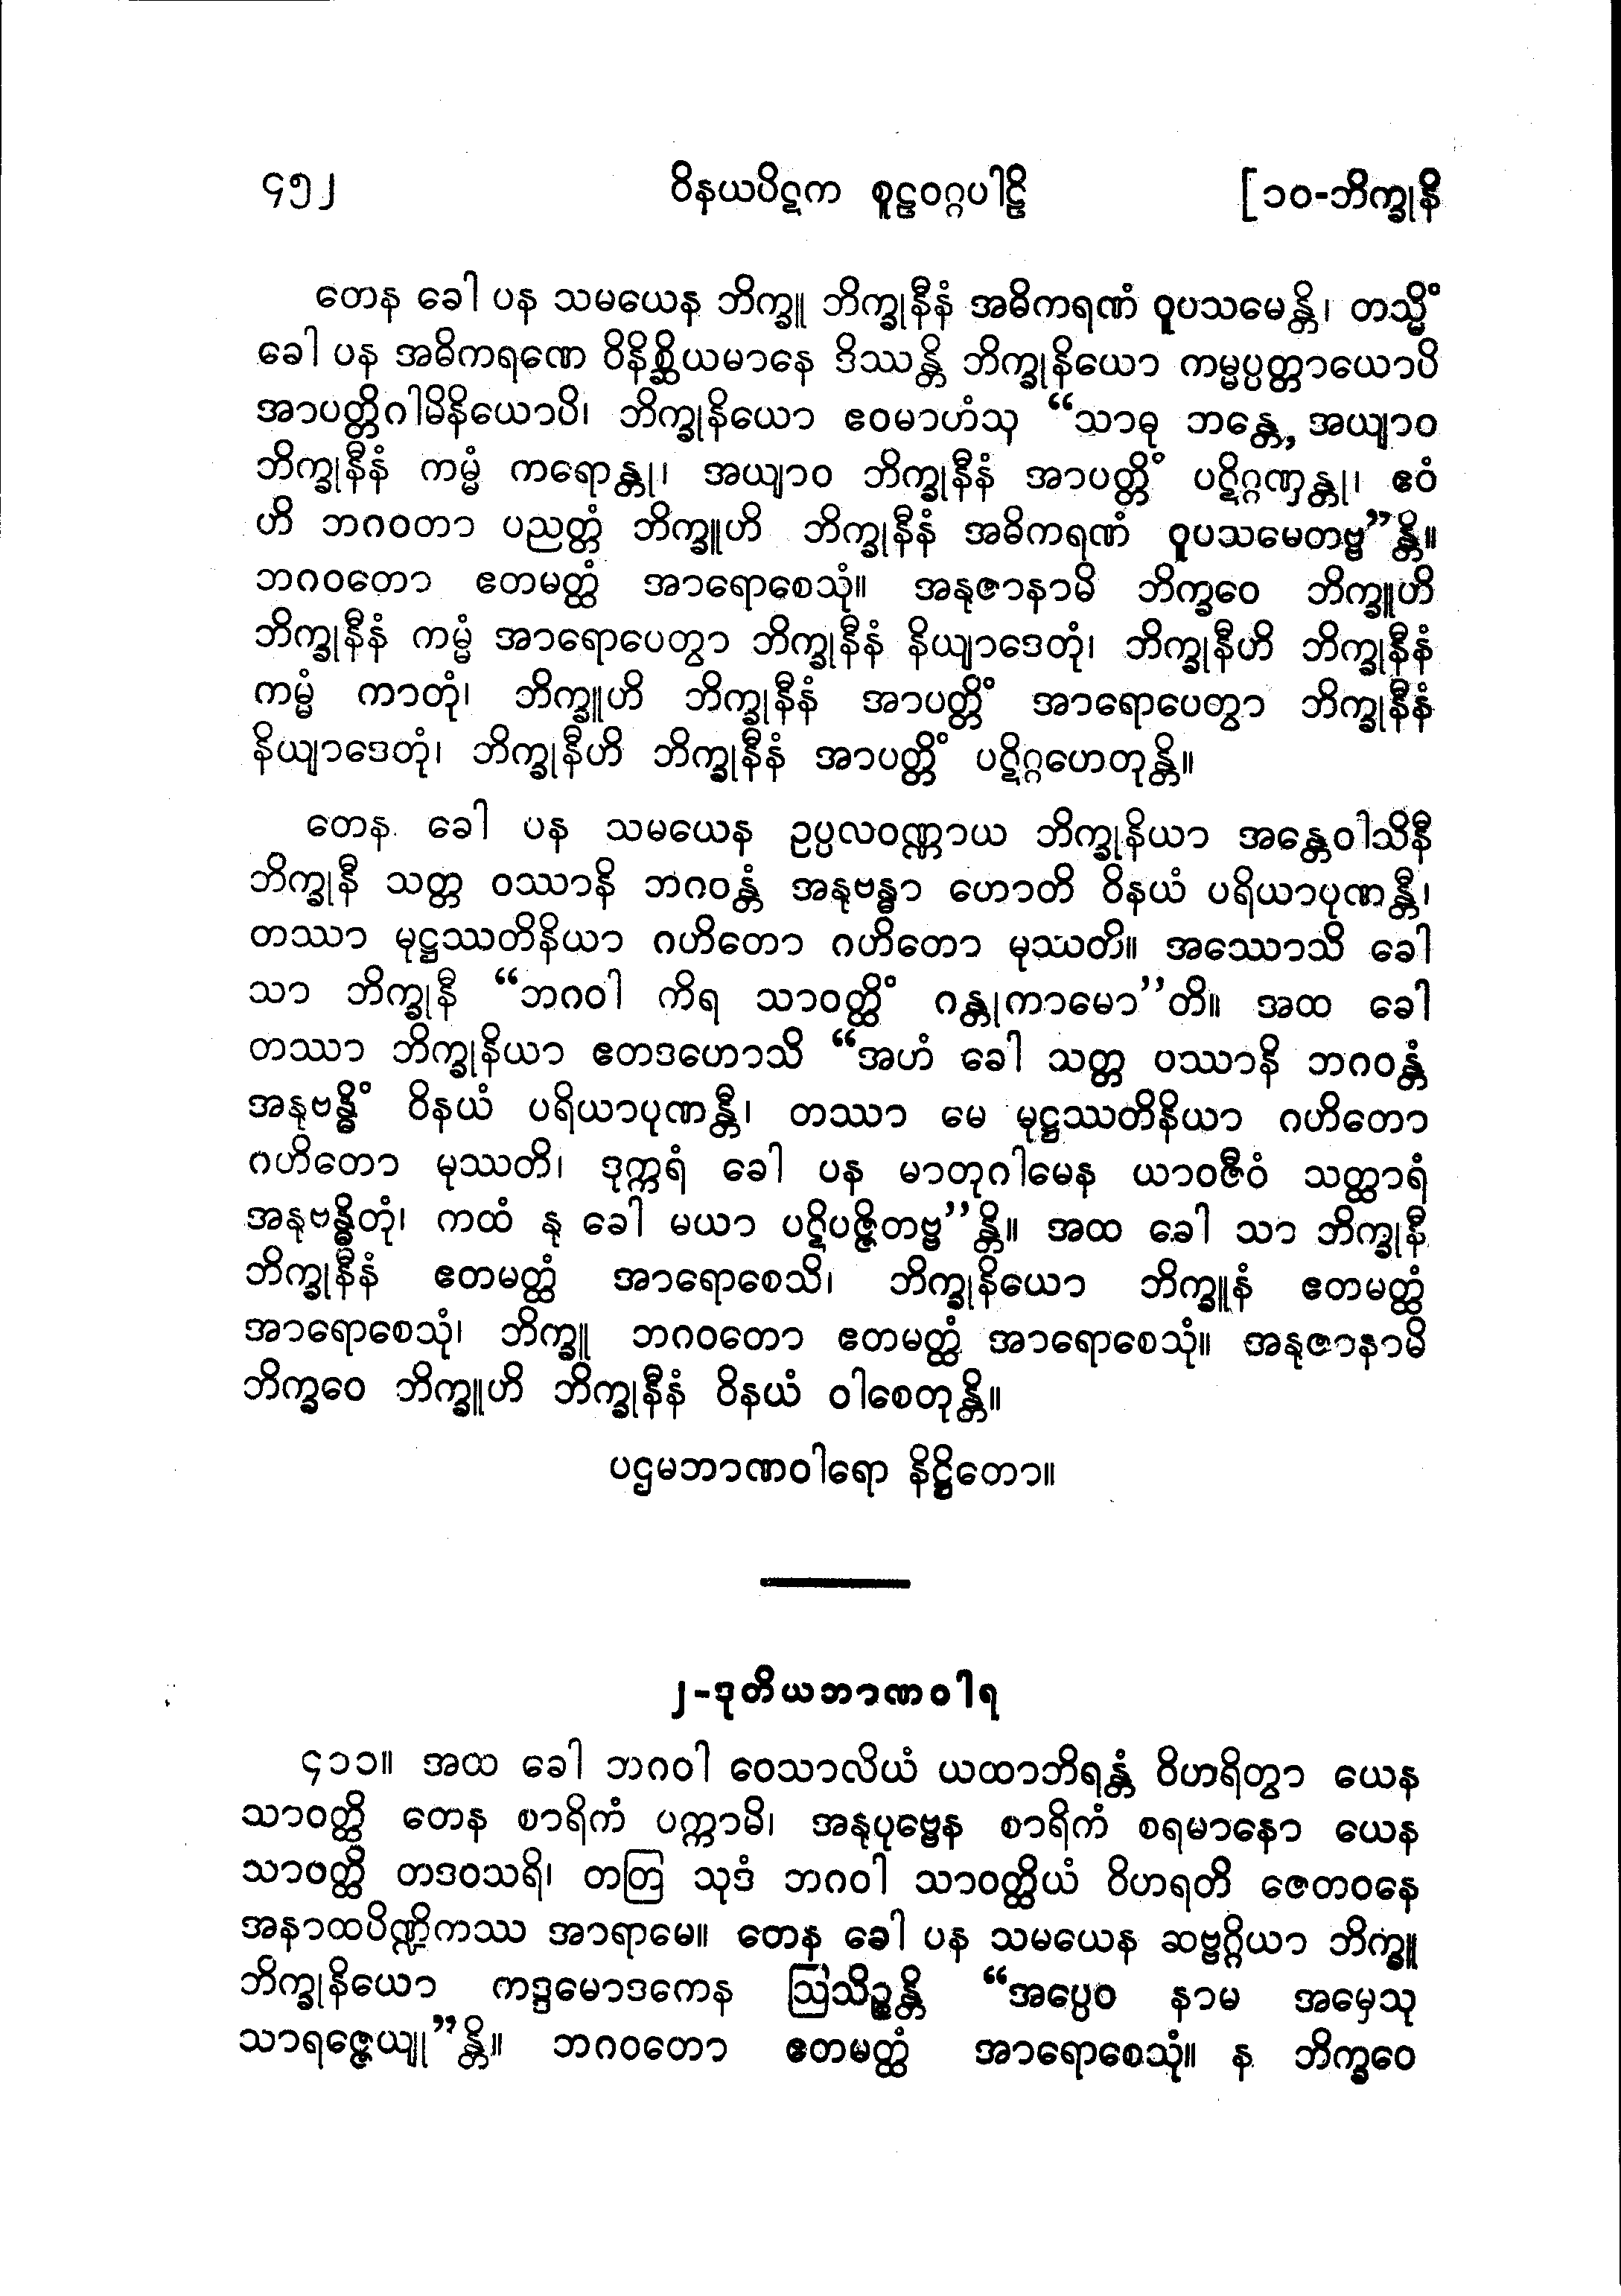 ၄၅၂ ဝိနယပိဋက စူဠဝဂ္ဂပါဠိ [၁၀-ဘိက္ခုနိ
တေန ခေါ ပန သမယေန ဘိက္ခူ ဘိက္ခုနီနံ အဓိကရဏံ ဝူပသမေန္တိ၊ တသ္မိံ
ခေါ ပန အဓိကရဏေ ဝိနိစ္ဆိယမာနေ ဒိဿန္တိ ဘိက္ခုနိယော ကမ္မပ္ပတ္တာယောပိ
အာပတ္တိဂါမိနိယောပိ၊ ဘိက္ခုနိယော ဧဝမာဟံသု “သာဓု ဘန္တေ, အယျာဝ
ဘိက္ခုနီနံ ကမ္မံ ကရောန္တု၊ အယျာဝ ဘိက္ခုနီနံ အာပတ္တိံ ပဋိဂ္ဂဏှန္တု၊ ဧဝံ
ဟိ ဘဂဝတာ ပညတ္တံ ဘိက္ခူဟိ ဘိက္ခုနီနံ အဓိကရဏံ ဝူပသမေတဗ္ဗ”န္တိ။
ဘဂဝတော ဧတမတ္ထံ အာရောစေသုံ။ အနုဇာနာမိ ဘိက္ခဝေ ဘိက္ခူဟိ
ဘိက္ခုနီနံ ကမ္မံ အာရောပေတွာ ဘိက္ခုနီနံ နိယျာဒေတုံ၊ ဘိက္ခုနီဟိ ဘိက္ခုနီနံ
ကမ္မံ ကာတုံ၊ ဘိက္ခူဟိ ဘိက္ခုနီနံ အာပတ္တိံ အာရောပေတွာ ဘိက္ခုနီနံ
နိယျာဒေတုံ၊ ဘိက္ခုနီဟိ ဘိက္ခုနီနံ အာပတ္တိံ ပဋိဂ္ဂဟေတုန္တိ။
တေန ခေါ ပန သမယေန ဥပ္ပလဝဏ္ဏာယ ဘိက္ခုနိယာ အန္တေဝါသိနီ
ဘိက္ခုနီ သတ္တ ဝဿာနိ ဘဂဝန္တံ အနုဗန္ဓာ ဟောတိ ဝိနယံ ပရိယာပုဏန္တီ၊
တဿာ မုဋ္ဌဿတိနိယာ ဂဟိတော ဂဟိတော မုဿတိ။ အဿောသိ ခေါ
သာ ဘိက္ခုနီ “ဘဂဝါ ကိရ သာဝတ္ထိံ ဂန္တုကာမော”တိ။ အထ ခေါ
တဿာ ဘိက္ခုနိယာ ဧတဒဟောသိ “အဟံ ခေါ သတ္တ ဝဿာနိ ဘဂဝန္တံ
အနုဗန္ဓိံ ဝိနယံ ပရိယာပုဏန္တီ၊ တဿာ မေ မုဋ္ဌဿတိနိယာ ဂဟိတော
ဂဟိတော မုဿတိ၊ ဒုက္ကရံ ခေါ ပန မာတုဂါမေန ယာဝဇီဝံ သတ္ထာရံ
အနုဗန္ဓိတုံ၊ ကထံ နု ခေါ မယာ ပဋိပဇ္ဇိတဗ္ဗ”န္တိ။ အထ ခေါ သာ ဘိက္ခုနီ
ဘိက္ခုနီနံ ဧတမတ္ထံ အာရောစေသိ၊ ဘိက္ခုနိယော ဘိက္ခူနံ ဧတမတ္ထံ
အာရောစေသုံ၊ ဘိက္ခူ ဘဂဝတော ဧတမတ္ထံ အာရောစေသုံ။ အနုဇာနာမိ
ဘိက္ခဝေ ဘိက္ခူဟိ ဘိက္ခုနီနံ ဝိနယံ ဝါစေတုန္တိ။
ပဌမဘာဏဝါရော နိဋ္ဌိတော။
၂-ဒုတိယဘာဏဝါရ
၄၁၁။ အထ ခေါ ဘဂဝါ ဝေသာလိယံ ယထာဘိရန္တံ ဝိဟရိတွာ ယေန
သာဝတ္ထိ တေန စာရိကံ ပက္ကာမိ၊ အနုပုဗ္ဗေန စာရိကံ စရမာနော ယေန
သာဝတ္ထိ တဒဝသရိ၊ တတြ သုဒံ ဘဂဝါ သာဝတ္ထိယံ ဝိဟရတိ ဇေတဝနေ
အနာထပိဏ္ဍိကဿ အာရာမေ။ တေန ခေါ ပန သမယေန ဆဗ္ဗဂ္ဂိယာ ဘိက္ခူ
ဘိက္ခုနိယော ကဒ္ဒမောဒကေန ဩသိဉ္စန္တိ “အပ္ပေဝ နာမ အမှေသု
သာရဇ္ဇေယျု”န္တိ။ ဘဂဝတော ဧတမတ္ထံ အာရောစေသုံ။ န ဘိက္ခဝေ